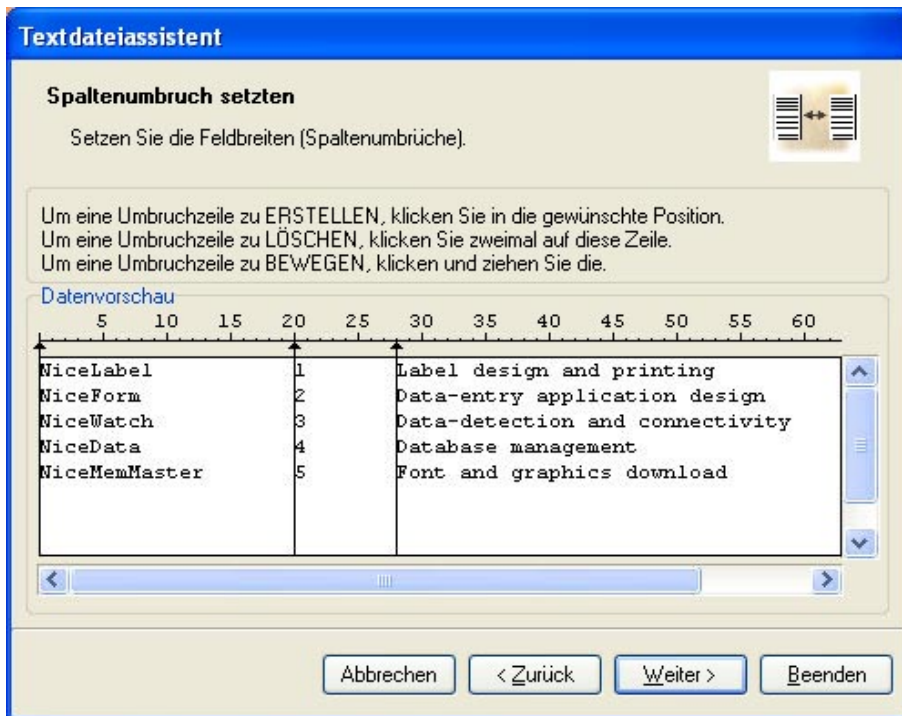 Textdateiassistent
Spaltenumbruch setzten
Setzen Sie die Feldbreiten (Spaltenumbrüche).
Um eine Umbruchzeile zu ERSTELLEN, klicken Sie in die gewünschte Position.
Um eine Umbruchzeile zu LÖSCHEN, klicken Sie zweimal auf diese Zeile.
Um eine Umbruchzeile zu BEWEGEN, klicken und ziehen Sie die.
Datenvorschau
5 10 15 20 25 30 35 40 45 50 55 60
NiceLabel 1 Label design and printing
NiceForm 2 Data-entry application design
NiceWatch 3 Data-detection and connectivity
NiceData 4 Database management
NiceMemMaster 5 Font and graphics download
Abbrechen < Zurück Weiter > Beenden